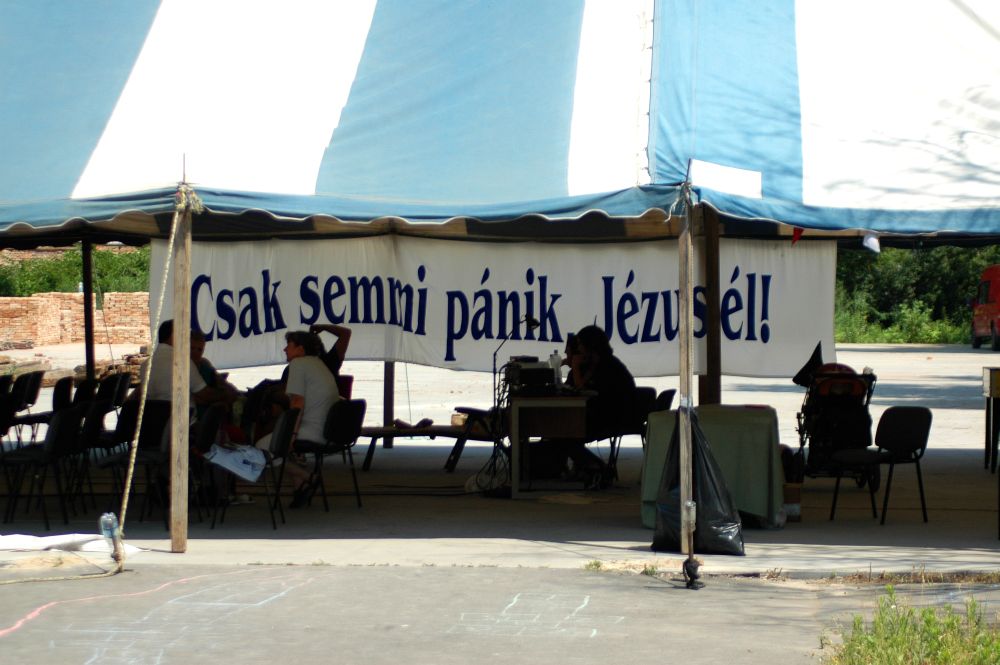 Csak semmi pánik, Jézus él!